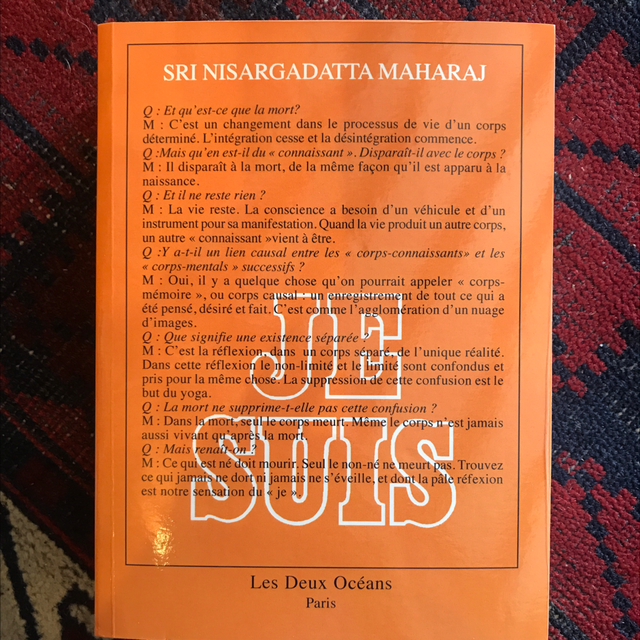 SRI NISARGADATTA MAHARAJ
Q : Et qu'est-ce que la mort?
M : C'est un changement dans le processus de vie d'un corps
déterminé. L'intégration cesse et la désintégration commence.
Q :Mais qu'en est-il du « connaissant ». Disparaît-il avec le corps ?
M : Il disparaît à la mort, de la même façon qu'il est apparu à la
naissance.
Q : Et il ne reste rien ?
M : La vie reste. La conscience a besoin d'un véhicule et d'un
instrument pour sa manifestation. Quand la vie produit un autre corps,
un autre « connaissant »vient à être.
Q :Y a-t-il un lien causal entre les « corps-connaissants» et les
« corps-mentals » successifs ?
M : Oui, il y a quelque chose qu'on pourrait appeler « corps-
mémoire », ou corps causal – un enregistrement de tout ce qui a
été pensé, désiré et fait. C'est comme l'agglomération d'un nuage
d'images.
Q : Que signifie une existence séparée ?
M : C'est la réflexion dans un corps séparé, de l'unique réalité.
Dans cette réflexion le non-limité et le limité sont confondus et
pris pour la même chose. La suppression de cette confusion est le
but du yoga.
Q : La mort ne supprime-t-elle pas cette confusion ?
M : Dans la mort, seul le corps meurt. Même le corps n'est jamais
aussi vivant qu'après la mort.
Q : Mais renaît-on ?
M : Ce qui est né doit mourir. Seul le non-né ne meurt pas. Trouvez
ce qui jamais ne dort ni jamais ne s'éveille, et dont la pâle réfexion
est notre sensation du « je ».
JE
SUIS
Les Deux Océans
Paris